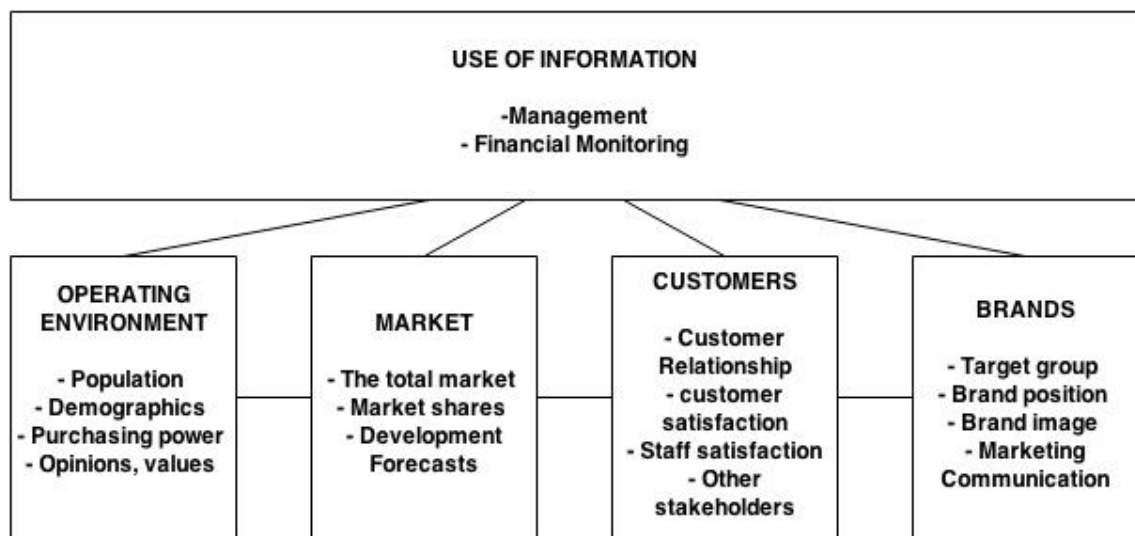 USE OF INFORMATION
-Management
- Financial Monitoring
OPERATING
ENVIRONMENT
- Population
- Demographics
- Purchasing power
- Opinions, values
MARKET
- The total market
- Market shares
- Development
Forecasts
CUSTOMERS
- Customer
Relationship
- customer
satisfaction
- Staff satisfaction
- Other
stakeholders
BRANDS
- Target group
- Brand position
- Brand image
- Marketing
Communication